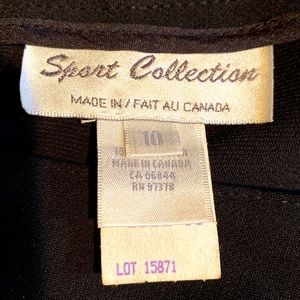 Sport Collection
MADE IN / FAIT AU CANADA
10
MADE IN CANADA
CA 06844
RN 97378
LOT 15871